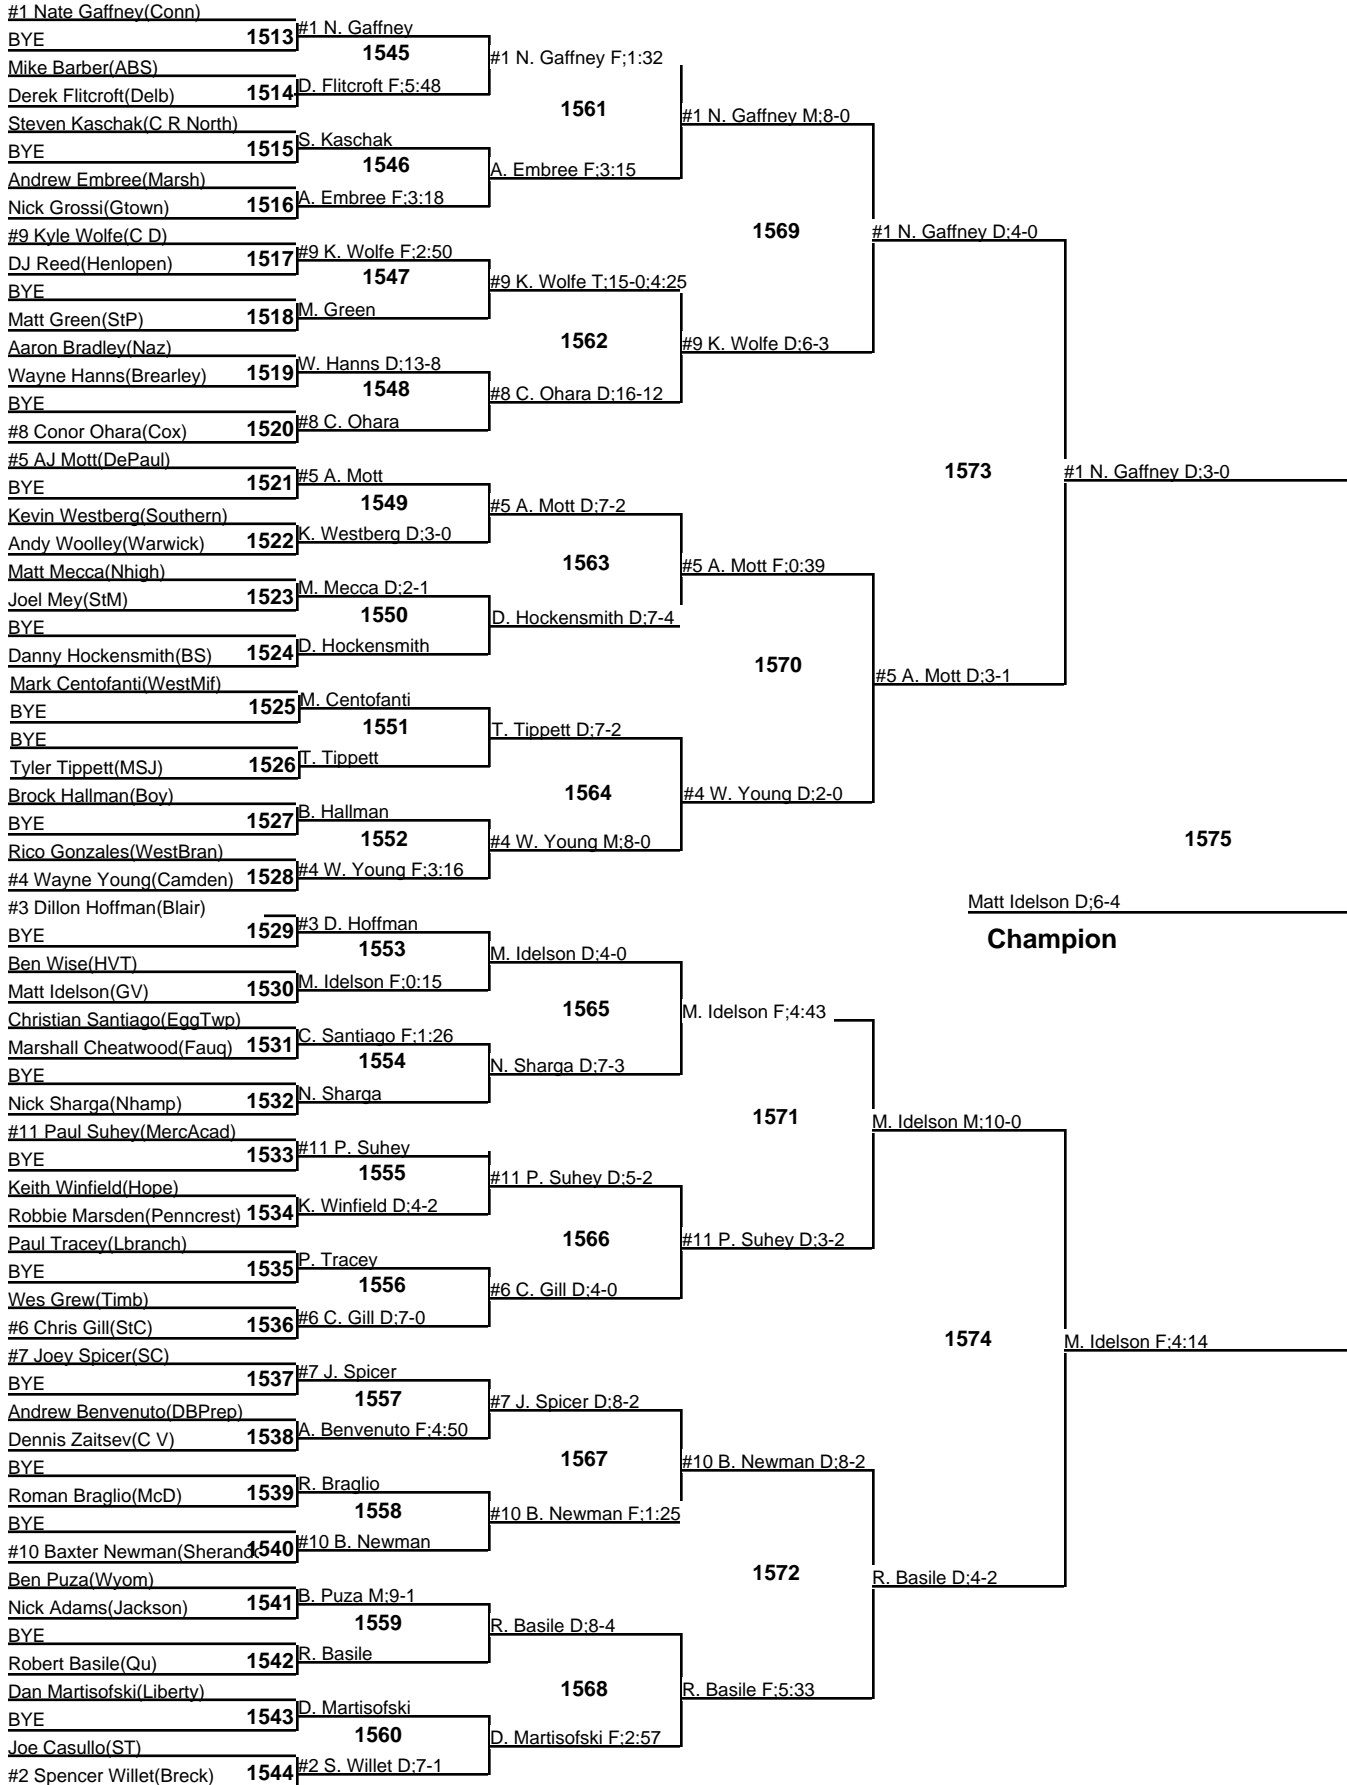 #1 Nate Gaffney(Conn)
BYE
1513
Mike Barber(ABS)
Derek Flitcroft(Delb)
1514
Steven Kaschak(C R North)
BYE
1515
Andrew Embree(Marsh)
Nick Grossi(Gtown)
1516
#9 Kyle Wolfe(C D)
DJ Reed(Henlopen)
1517
BYE
Matt Green(StP)
1518
Aaron Bradley(Naz)
Wayne Hanns(Brearley)
1519
BYE
#8 Conor Ohara(Cox)
1520
#5 AJ Mott(DePaul)
BYE
1521
Kevin Westberg(Southern)
Andy Woolley(Warwick)
1522
Matt Mecca(Nhigh)
Joel Mey(StM)
1523
BYE
Danny Hockensmith(BS)
1524
Mark Centofanti(WestMif)
BYE
1525
BYE
Tyler Tippett(MSJ)
1526
Brock Hallman(Boy)
BYE
1527
Rico Gonzales(WestBran)
#4 Wayne Young(Camden)
1528
#3 Dillon Hoffman(Blair)
BYE
1529
Ben Wise(HVT)
Matt Idelson(GV)
1530
Christian Santiago(EggTwp)
Marshall Cheatwood(Fauq)
1531
BYE
Nick Sharga(Nhamp)
1532
#11 Paul Suhey(MercAcad)
BYE
1533
Keith Winfield(Hope)
Robbie Marsden(Penncrest)
1534
Paul Tracey(Lbranch)
BYE
1535
Wes Grew(Timb)
#6 Chris Gill(StC)
1536
#7 Joey Spicer(SC)
BYE
1537
Andrew Benvenuto(DBPrep)
Dennis Zaitsev(C V)
1538
BYE
Roman Braglio(McD)
1539
BYE
#10 Baxter Newman(Sherando
1540
Ben Puza(Wyom)
Nick Adams(Jackson)
1541
BYE
Robert Basile(Qu)
1542
Dan Martisofski(Liberty)
BYE
1543
Joe Casullo(ST)
#2 Spencer Willet(Breck)
1544
#1 N. Gaffney
1545
D. Flitcroft F;5:48
S. Kaschak
1546
A. Embree F;3:18
#9 K. Wolfe F;2:50
1547
M. Green
W. Hanns D;13-8
1548
#8 C. Ohara
#5 A. Mott
1549
K. Westberg D;3-0
M. Mecca D;2-1
1550
D. Hockensmith
M. Centofanti
1551
T. Tippett
B. Hallman
1552
#4 W. Young F;3:16
#3 D. Hoffman
1553
M. Idelson F;0:15
C. Santiago F;1:26
1554
N. Sharga
#11 P. Suhey
1555
K. Winfield D;4-2
P. Tracey
1556
#6 C. Gill D;7-0
#7 J. Spicer
1557
A. Benvenuto F;4:50
R. Braglio
1558
#10 B. Newman
B. Puza M;9-1
1559
R. Basile
D. Martisofski
1560
#2 S. Willet D;7-1
#1 N. Gaffney F;1:32
1561
A. Embree F;3:15
#9 K. Wolfe T;15-0;4:25
1562
#8 C. Ohara D;16-12
#5 A. Mott D;7-2
1563
D. Hockensmith D;7-4
T. Tippett D;7-2
1564
#4 W. Young M;8-0
M. Idelson D;4-0
1565
N. Sharga D;7-3
#11 P. Suhey D;5-2
1566
#6 C. Gill D;4-0
#7 J. Spicer D;8-2
1567
#10 B. Newman F;1:25
R. Basile D;8-4
1568
D. Martisofski F;2:57
#1 N. Gaffney M;8-0
1569
#9 K. Wolfe D;6-3
#5 A. Mott F;0:39
1570
#4 W. Young D;2-0
M. Idelson F;4:43
1571
#11 P. Suhey D;3-2
#10 B. Newman D;8-2
1572
R. Basile F;5:33
#1 N. Gaffney D;4-0
1573
#5 A. Mott D;3-1
M. Idelson M;10-0
1574
R. Basile D;4-2
#1 N. Gaffney D;3-0
1575
M. Idelson F;4:14
Matt Idelson D;6-4
Champion